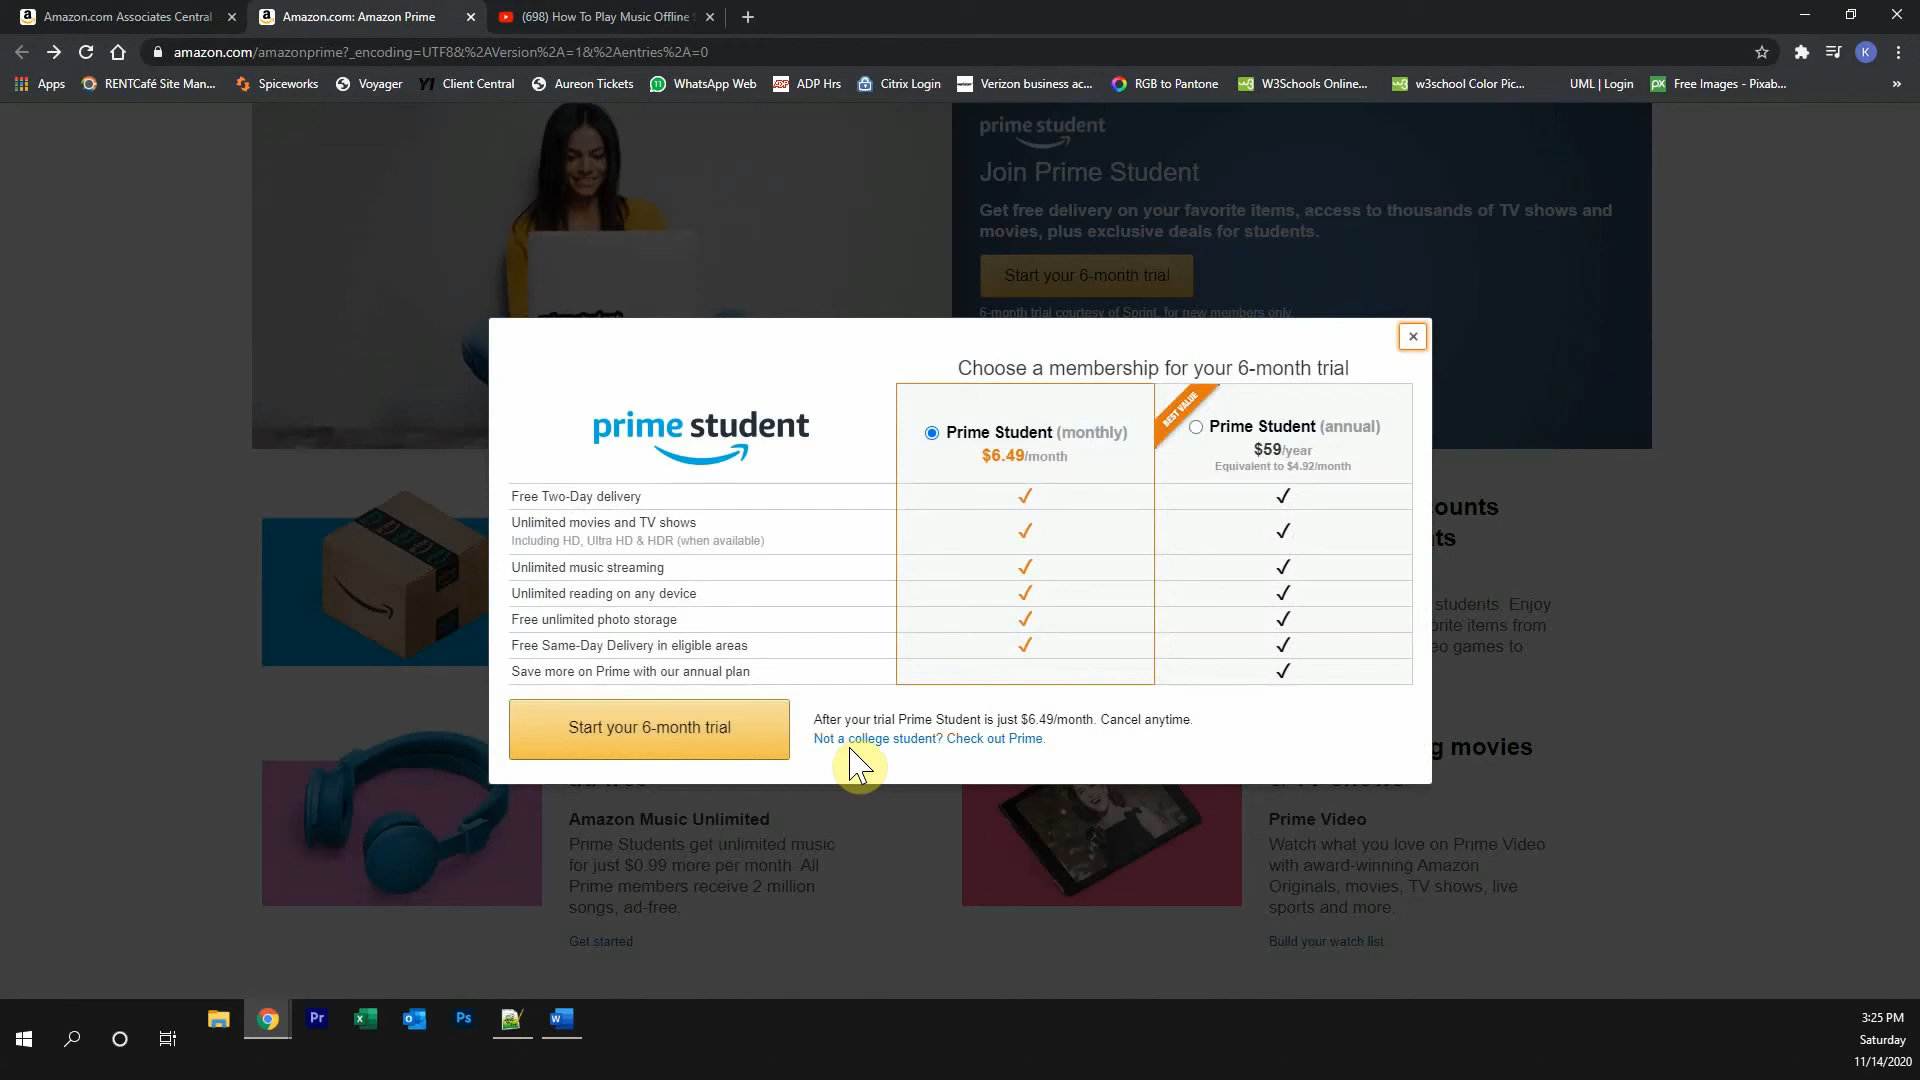 Amazon.com Associates Central
Amazon.com: Amazon Prime
(698) How To Play Music Offline
amazon.com/amazonprime?_encoding=UTF8&%2AVersion%2A=1&%2Aentries%2A=0
K
Apps
RENTCafé Site Man...
Spiceworks
Voyager
Client Central
Aureon Tickets
WhatsApp Web
ADP Hrs
Citrix Login
Verizon business ac...
RGB to Pantone
W3Schools Online...
w3school Color Pic...
UML | Login
Free Images - Pixab...
»
prime student
Join Prime Student
Get free delivery on your favorite items, access to thousands of TV shows and
movies, plus exclusive deals for students.
Start your 6-month trial
6-month trial courtesy of Sprint, for new members only.
Choose a membership for your 6-month trial
prime student
Prime Student (monthly)
$6.49/month
BEST VALUE
Prime Student (annual)
$59/year
Equivalent to $4.92/month
Free Two-Day delivery
Unlimited movies and TV shows
Including HD, Ultra HD & HDR (when available)
Unlimited music streaming
Unlimited reading on any device
Free unlimited photo storage
Free Same-Day Delivery in eligible areas
Save more on Prime with our annual plan
Start your 6-month trial
After your trial Prime Student is just $6.49/month. Cancel anytime.
Not a college student? Check out Prime.
ounts
ts
students. Enjoy
orite items from
eo games to
g movies
Amazon Music Unlimited
Prime Students get unlimited music
for just $0.99 more per month. All
Prime members receive 2 million
songs, ad-free.
Get started
Prime Video
Watch what you love on Prime Video
with award-winning Amazon
Originals, movies, TV shows, live
sports and more.
Build your watch list
Pr
Ps
3:25 PM
Saturday
11/14/2020